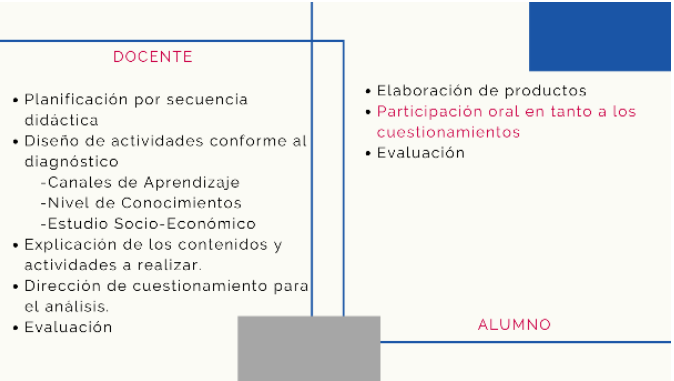 DOCENTE
• Planificación por secuencia
didáctica
• Diseño de actividades conforme al
diagnóstico
-Canales de Aprendizaje
-Nivel de Conocimientos
-Estudio Socio-Económico
• Explicación de los contenidos y
actividades a realizar.
• Dirección de cuestionamiento para
el análisis.
• Evaluación
• Elaboración de productos
• Participación oral en tanto a los
cuestionamientos
• Evaluación
ALUMNO